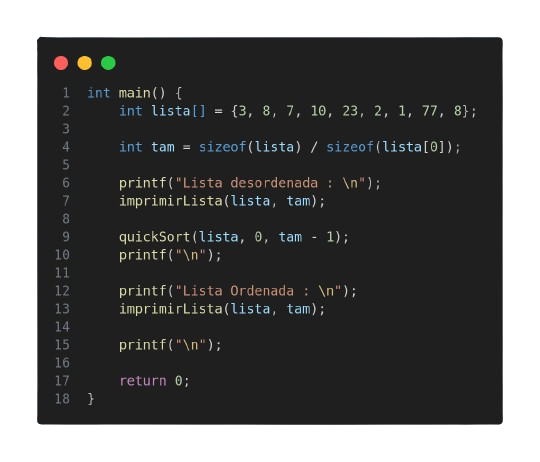 1 int main() {
2     int lista[] = {3, 8, 7, 10, 23, 2, 1, 77, 8};
3
4     int tam = sizeof(lista) / sizeof(lista[0]);
5
6     printf("Lista desordenada : \n");
7     imprimirLista(lista, tam);
8
9     quickSort(lista, 0, tam - 1);
10     printf("\n");
11
12     printf("Lista Ordenada : \n");
13     imprimirLista(lista, tam);
14
15     printf("\n");
16
17     return 0;
18 }